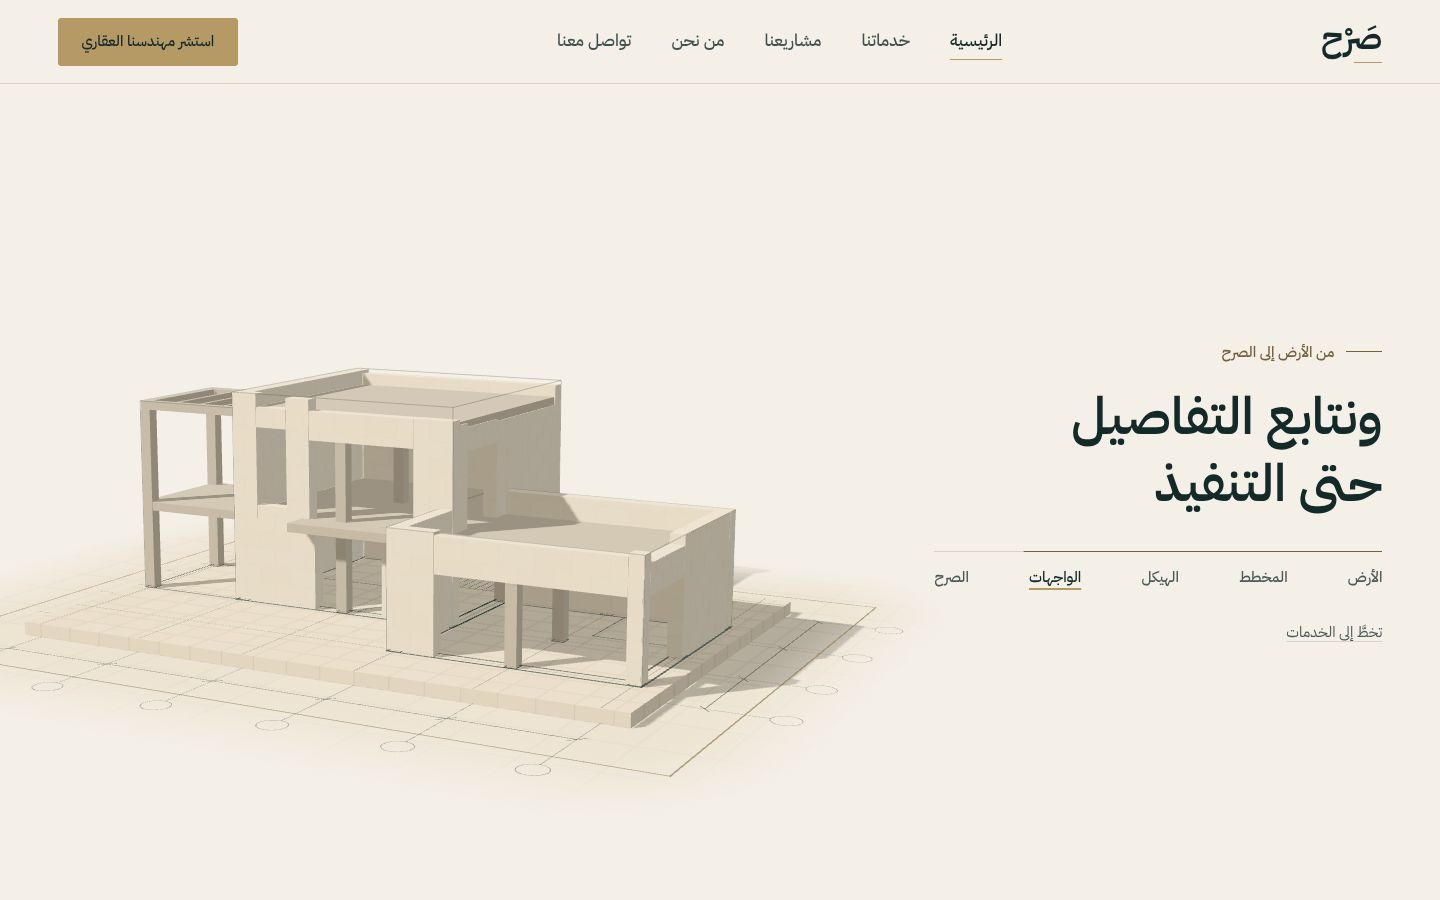 صَرْح
الرئيسية
خدماتنا
مشاريعنا
من نحن
تواصل معنا
استشر مهندسنا العقاري
من الأرض إلى الصرح
ونتابع التفاصيل
حتى التنفيذ
الأرض
المخطط
الهيكل
الواجهات
الصرح
تخطَّ إلى الخدمات